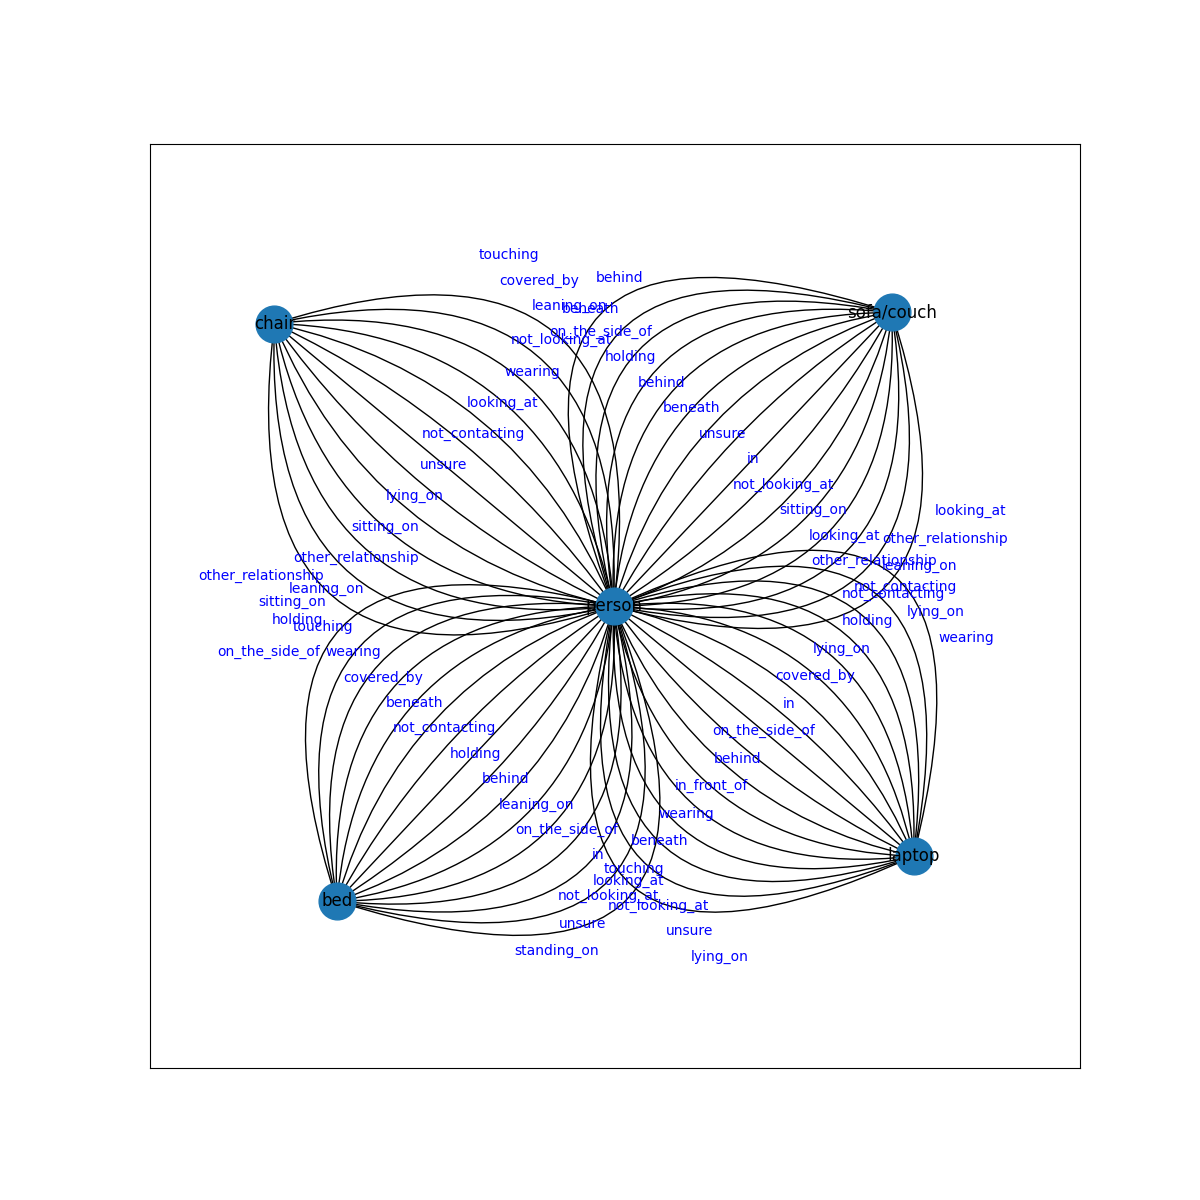 touching
behind
covered_by
leaning_on
beneath
sofa/couch
chair
on_the_side_of
not_looking_at
holding
wearing
behind
looking_at
beneath
not_contacting
unsure
in
unsure
not_looking_at
lying_on
sitting_on
looking_at
sitting_on
looking_at
other_relationship
other_relationship
other_relationship
leaning_on
other_relationship
leaning_on
not_contacting
not_contacting
sitting_on
person
lying_on
holding
holding
touching
wearing
on_the_side_of
wearing
lying_on
covered_by
covered_by
beneath
in
not_contacting
on_the_side_of
holding
behind
behind
in_front_of
leaning_on
wearing
on_the_side_of
beneath
in
laptop
touching
looking_at
not_looking_at
bed
not_looking_at
unsure
unsure
standing_on
lying_on